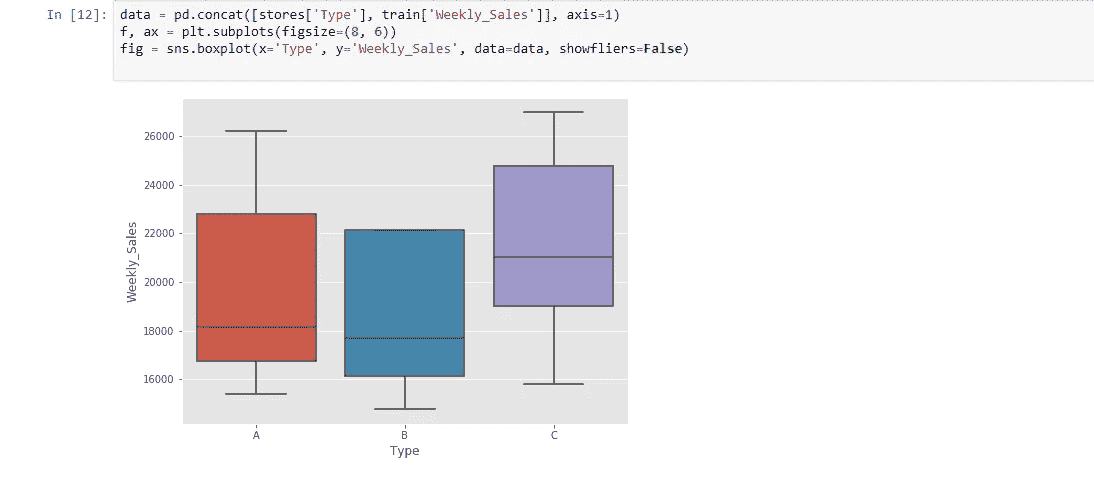 In [12]: data = pd.concat([stores['Type'], train['Weekly_Sales']], axis=1)
f, ax = plt.subplots(figsize=(8, 6))
fig = sns.boxplot(x='Type', y='Weekly_Sales', data=data, showfliers=False)
26000
24000
22000
20000
18000
16000
Weekly_Sales
A B C
Type